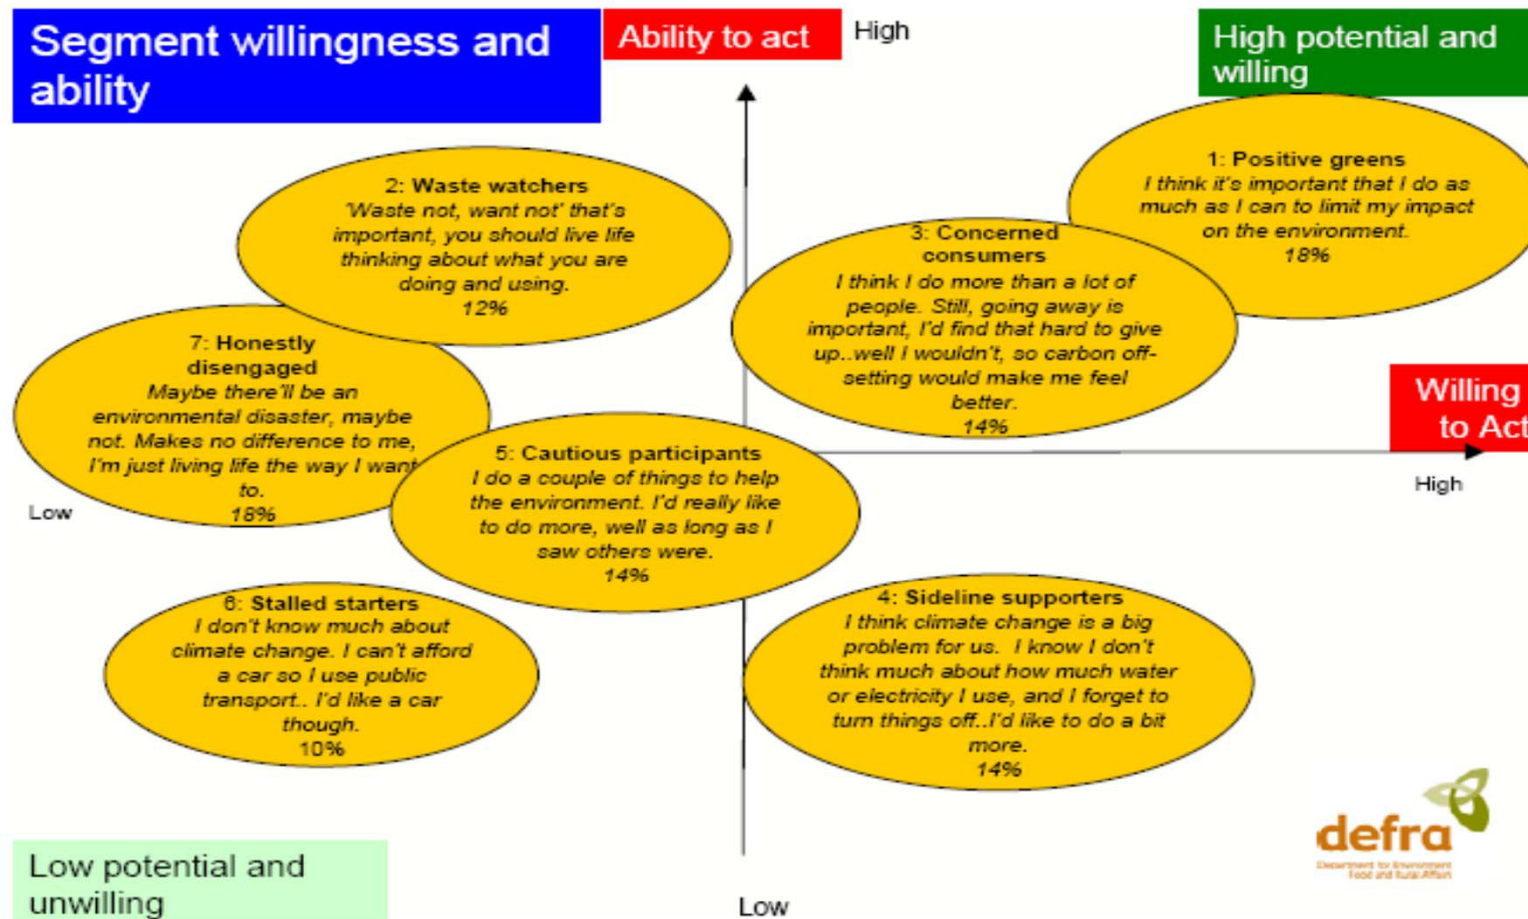 Segment willingness and
ability
Ability to act
High
High potential and
willing
1: Positive greens
I think it's important that I do as
much as I can to limit my impact
on the environment.
18%
2: Waste watchers
'Waste not, want not' that's
important, you should live life
thinking about what you are
doing and using.
12%
3: Concerned
consumers
I think I do more than a lot of
people. Still, going away is
important, I'd find that hard to give
up..well I wouldn't, so carbon off-
setting would make me feel
better.
14%
7: Honestly
disengaged
Maybe there'll be an
environmental disaster, maybe
not. Makes no difference to me,
I'm just living life the way I want
to.
18%
Willing
to Act
High
Low
5: Cautious participants
I do a couple of things to help
the environment. I'd really like
to do more, well as long as I
saw others were.
14%
6: Stalled starters
I don't know much about
climate change. I can't afford
a car so I use public
transport.. I'd like a car
though.
10%
4: Sideline supporters
I think climate change is a big
problem for us. I know I don't
think much about how much water
or electricity I use, and I forget to
turn things off..I'd like to do a bit
more.
14%
defra
Department for Environment
Food and Rural Affairs
Low potential and
unwilling
Low